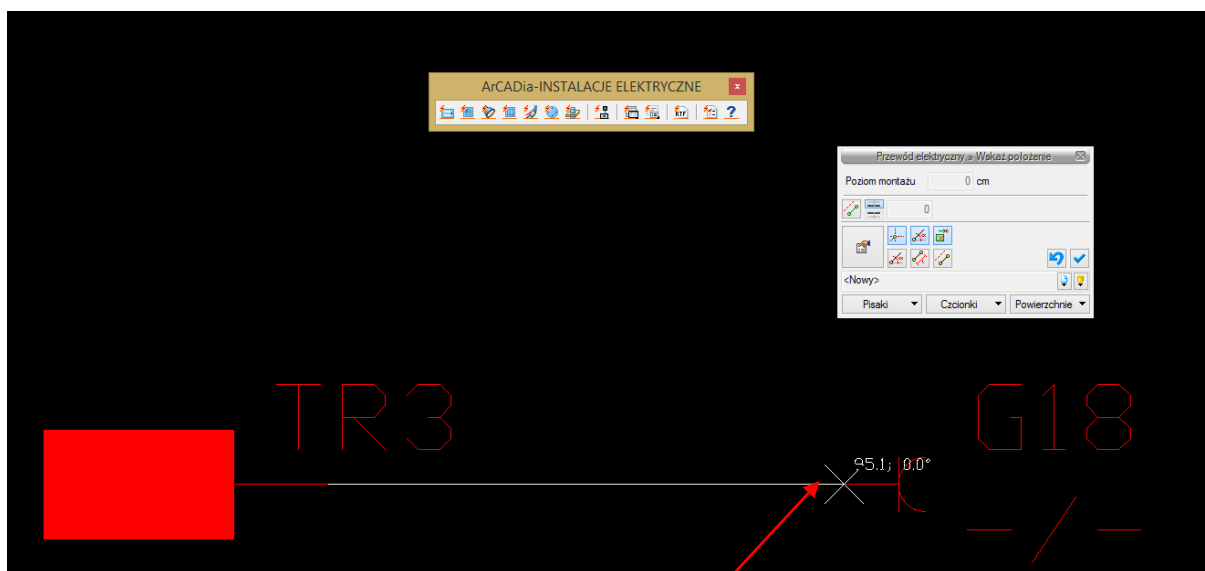 ArCADia-INSTALACJE ELEKTRYCZNE
RTF
?
Przewód elektryczny » Wskaż położenie
Poziom montażu 0 cm
0
<Nowy>
Pisaki Czcionki Powierzchnie
TR3
G18
95.1; 0.0°
-/-